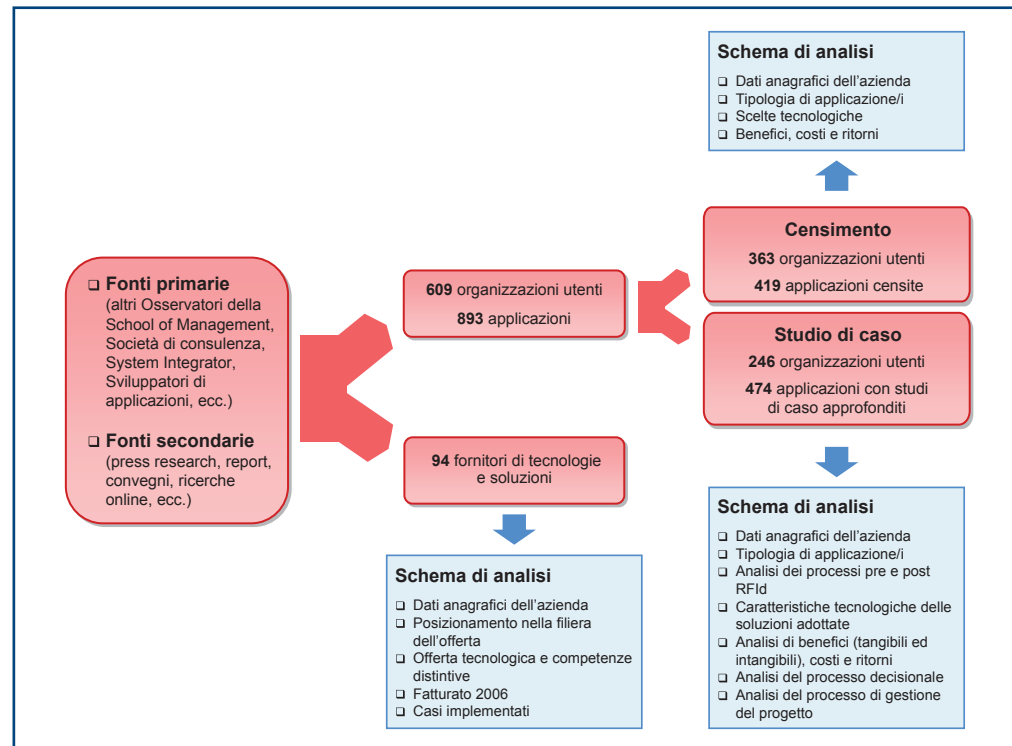 ❑ Fonti primarie
(altri Osservatori della
School of Management,
Società di consulenza,
System Integrator,
Sviluppatori di
applicazioni, ecc.)
❑ Fonti secondarie
(press research, report,
convegni, ricerche
online, ecc.)
609 organizzazioni utenti
893 applicazioni
94 fornitori di tecnologie
e soluzioni
Schema di analisi
❑ Dati anagrafici dell'azienda
❑ Posizionamento nella filiera
dell'offerta
❑ Offerta tecnologica e competenze
distintive
❑ Fatturato 2006
❑ Casi implementati
Schema di analisi
❑ Dati anagrafici dell'azienda
❑ Tipologia di applicazione/i
❑ Scelte tecnologiche
❑ Benefici, costi e ritorni
Censimento
363 organizzazioni utenti
419 applicazioni censite
Studio di caso
246 organizzazioni utenti
474 applicazioni con studi
di caso approfonditi
Schema di analisi
❑ Dati anagrafici dell'azienda
❑ Tipologia di applicazione/i
❑ Analisi dei processi pre e post
RFId
❑ Caratteristiche tecnologiche delle
soluzioni adottate
❑ Analisi di benefici (tangibili ed
intangibili), costi e ritorni
❑ Analisi del processo decisionale
❑ Analisi del processo di gestione
del progetto